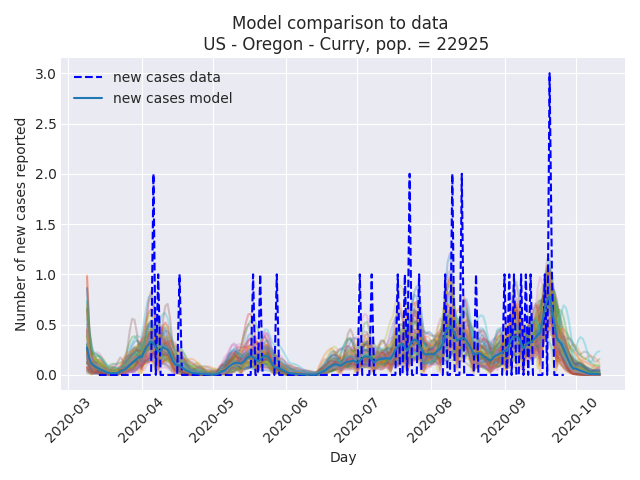 Model comparison to data
US - Oregon - Curry, pop. = 22925
new cases data
new cases model
Number of new cases reported
3.0
2.5
2.0
1.5
1.0
0.5
0.0
2020-03
2020-04
2020-05
2020-06
2020-07
2020-08
2020-09
2020-10
Day